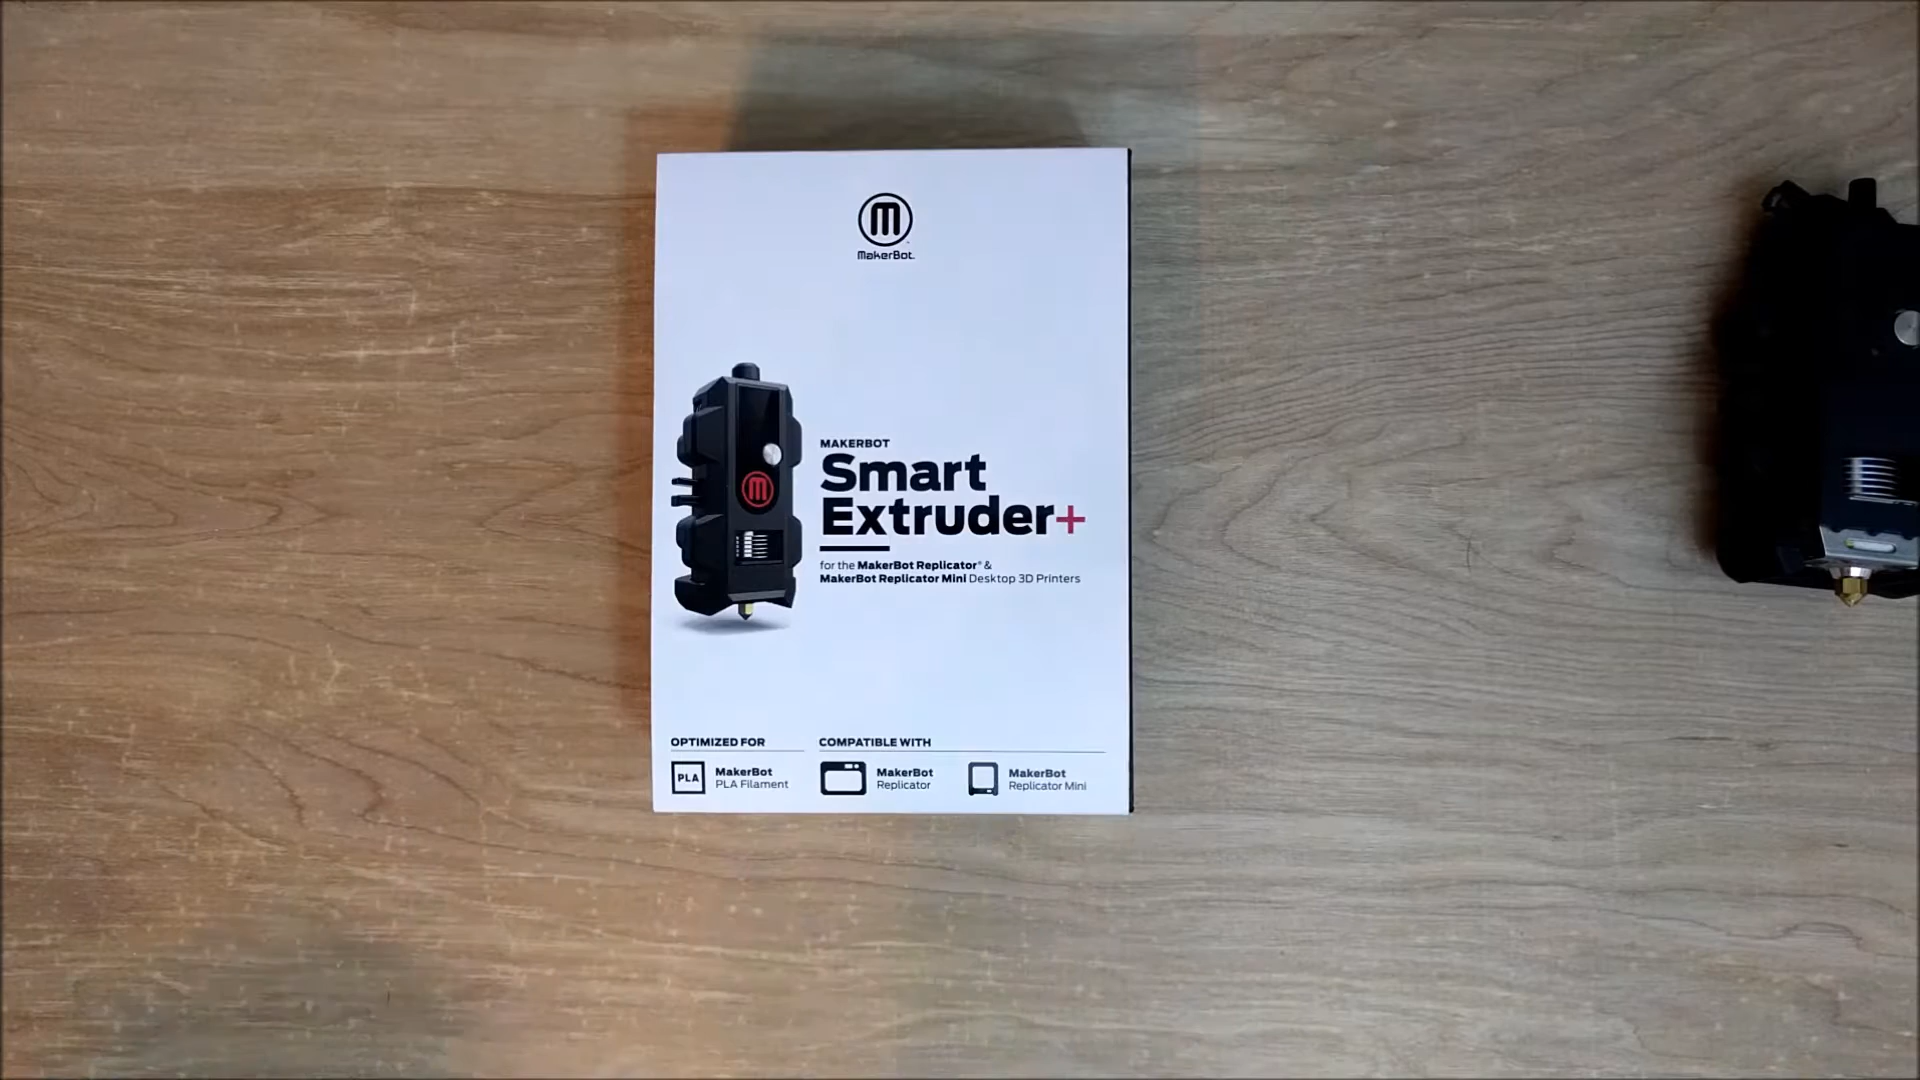 MakerBot.
MAKERBOT
Smart
Extruder+
for the MakerBot Replicator® &
MakerBot Replicator Mini Desktop 3D Printers
OPTIMIZED FOR
PLA
MakerBot
PLA Filament
COMPATIBLE WITH
MakerBot
Replicator
MakerBot
Replicator Mini